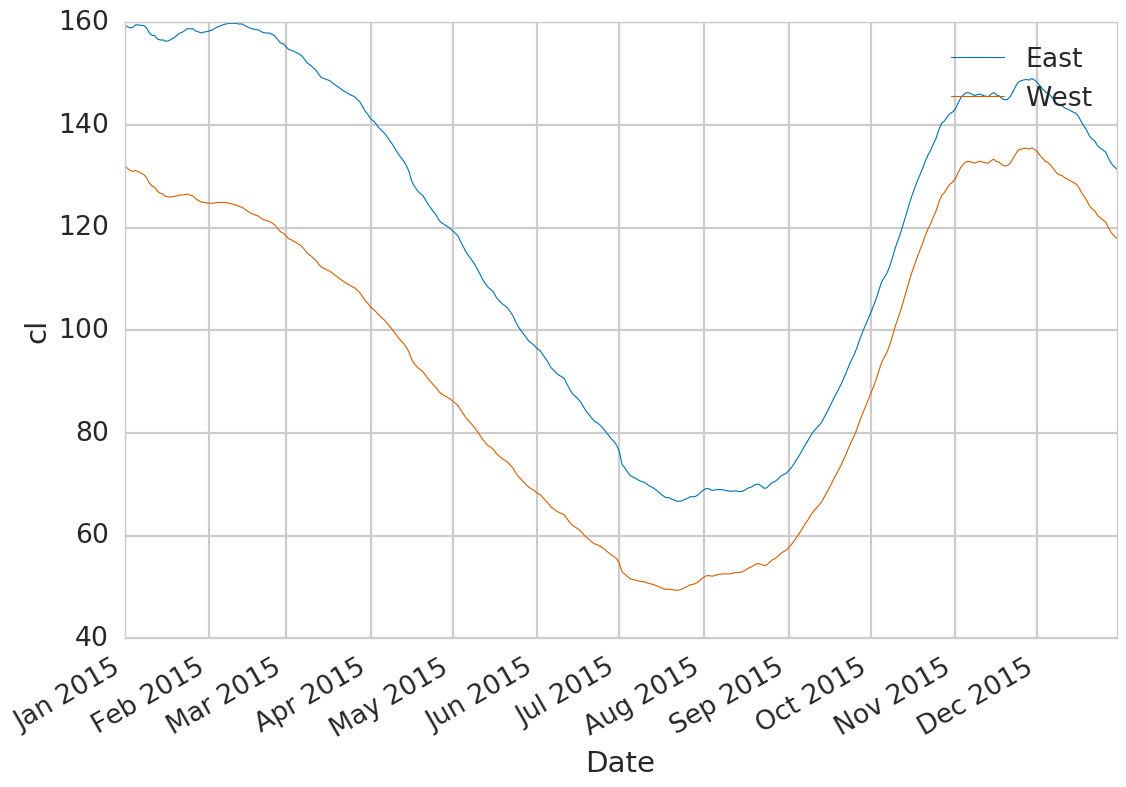 160
140
120
100
80
60
40
cl
East
West
Jan 2015
Feb 2015
Mar 2015
Apr 2015
May 2015
Jun 2015
Jul 2015
Aug 2015
Sep 2015
Oct 2015
Nov 2015
Dec 2015
Date